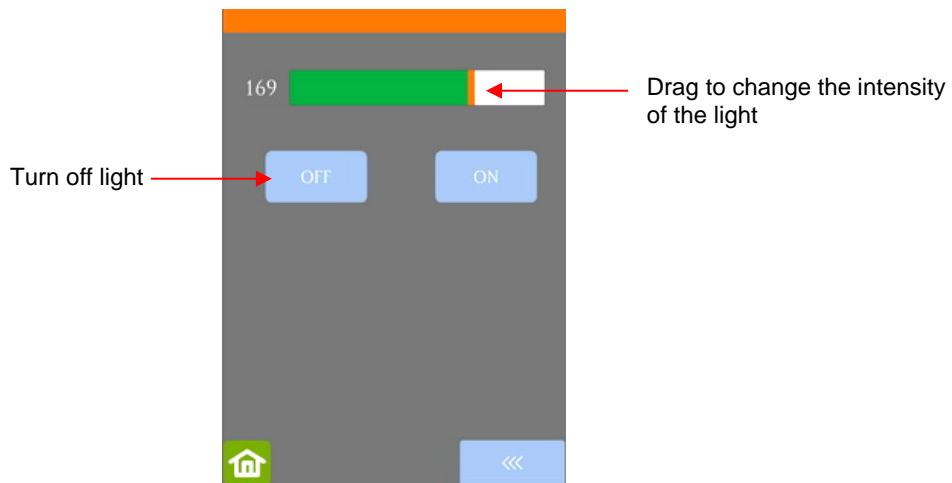 169
Drag to change the intensity
of the light
Turn off light
OFF
ON
<<<